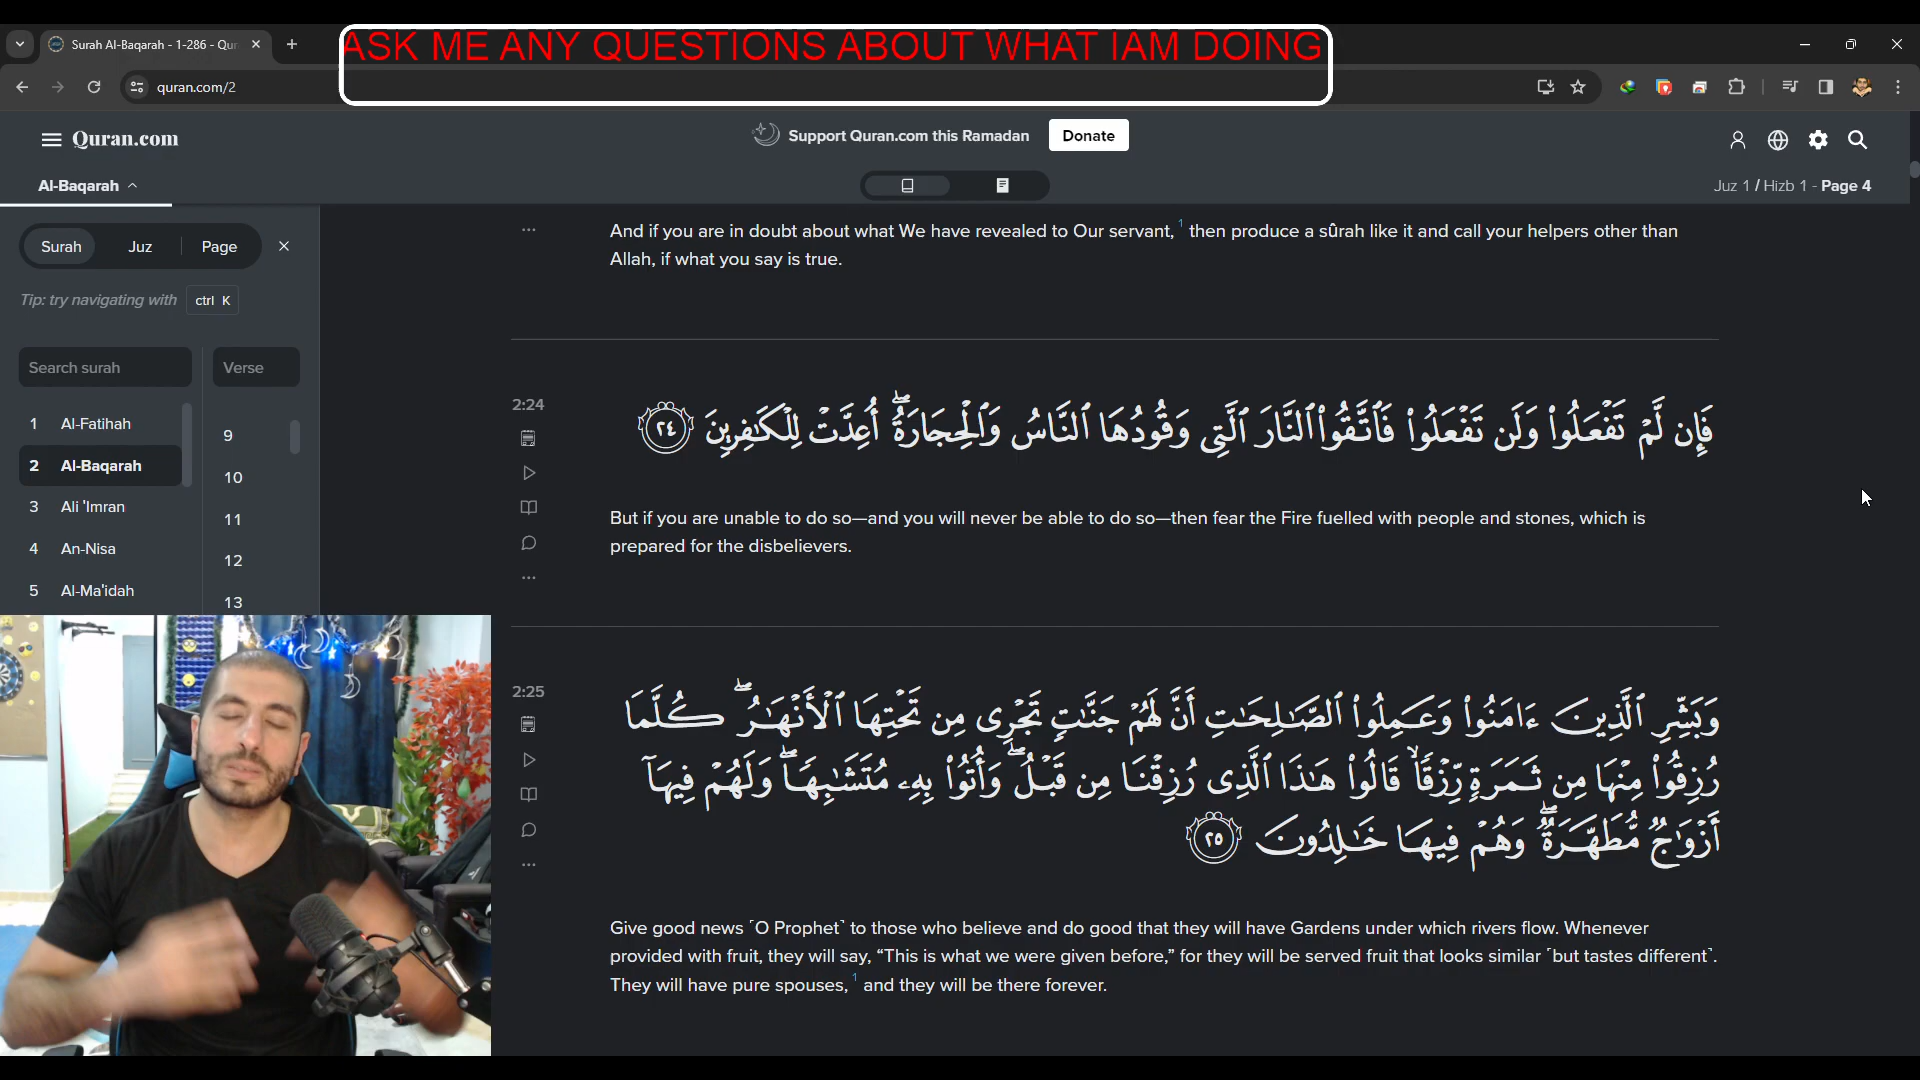 Surah Al-Baqarah - 1-286 - Qur
ASK ME ANY QUESTIONS ABOUT WHAT IAM DOING
quran.com/2
Quran.com
Support Quran.com this Ramadan
Donate
Al-Baqarah
Juz 1 / Hizb 1 - Page 4
Surah
Juz
Page
Tip: try navigating with ctrl K
Search surah
Verse
1 Al-Fatihah
2 Al-Baqarah
3 Ali 'Imran
4 An-Nisa
5 Al-Ma'idah
9
10
11
12
13
And if you are in doubt about what We have revealed to Our servant,1 then produce a sûrah like it and call your helpers other than
Allah, if what you say is true.
2:24
فَإِن لَّمْ تَفْعَلُوا۟ وَلَن تَفْعَلُوا۟ فَٱتَّقُوا۟ ٱلنَّارَ ٱلَّتِى وَقُودُهَا ٱلنَّاسُ وَٱلْحِجَارَةُ ۖ أُعِدَّتْ لِلْكَـٰفِرِينَ ٢٤
But if you are unable to do so—and you will never be able to do so—then fear the Fire fuelled with people and stones, which is
prepared for the disbelievers.
2:25
وَبَشِّرِ ٱلَّذِينَ ءَامَنُوا۟ وَعَمِلُوا۟ ٱلصَّـٰلِحَـٰتِ أَنَّ لَهُمْ جَنَّـٰتٍ تَجْرِى مِن تَحْتِهَا ٱلْأَنْهَـٰرُ ۖ كُلَّمَا
رُزِقُوا۟ مِنْهَا مِن ثَمَرَةٍ رِّزْقًا ۙ قَالُوا۟ هَـٰذَا ٱلَّذِى رُزِقْنَا مِن قَبْلُ ۖ وَأُتُوا۟ بِهِۦ مُتَشَـٰبِهًا ۖ وَلَهُمْ فِيهَآ
أَزْوَٰجٌ مُّطَهَّرَةٌ ۖ وَهُمْ فِيهَا خَـٰلِدُونَ ٢٥
Give good news ˹O Prophet˺ to those who believe and do good that they will have Gardens under which rivers flow. Whenever
provided with fruit, they will say, “This is what we were given before,” for they will be served fruit that looks similar ˹but tastes different˺.
They will have pure spouses,1 and they will be there forever.